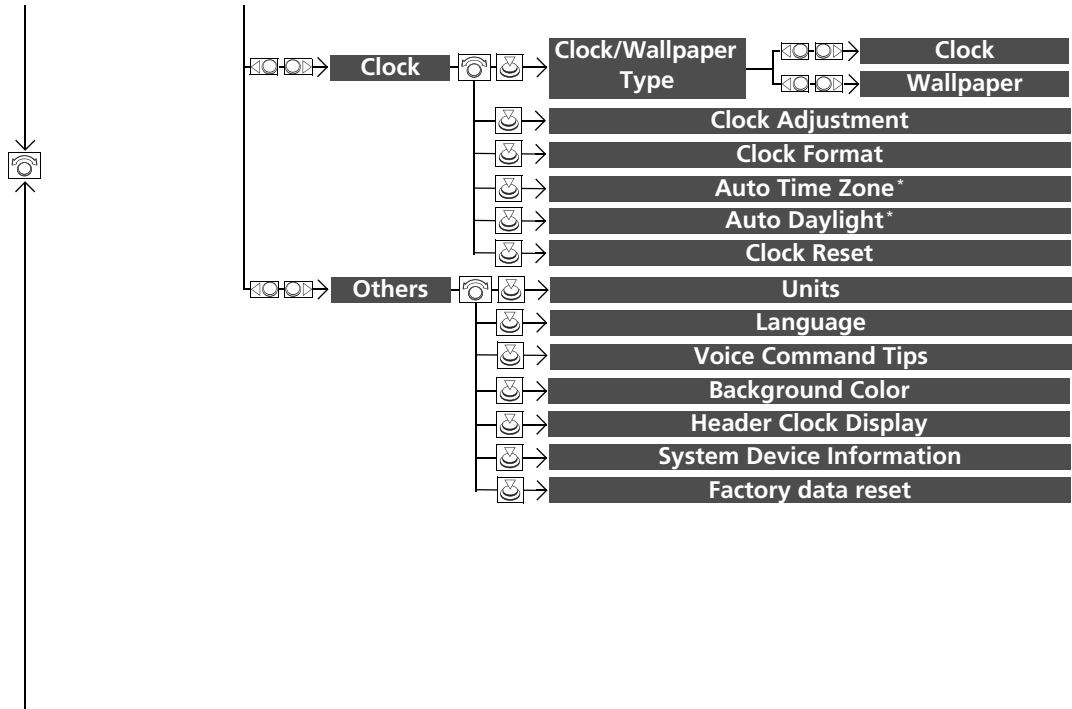 Clock
Clock/Wallpaper
Type
Clock
Wallpaper
Clock Adjustment
Clock Format
Auto Time Zone*
Auto Daylight*
Clock Reset
Others
Units
Language
Voice Command Tips
Background Color
Header Clock Display
System Device Information
Factory data reset